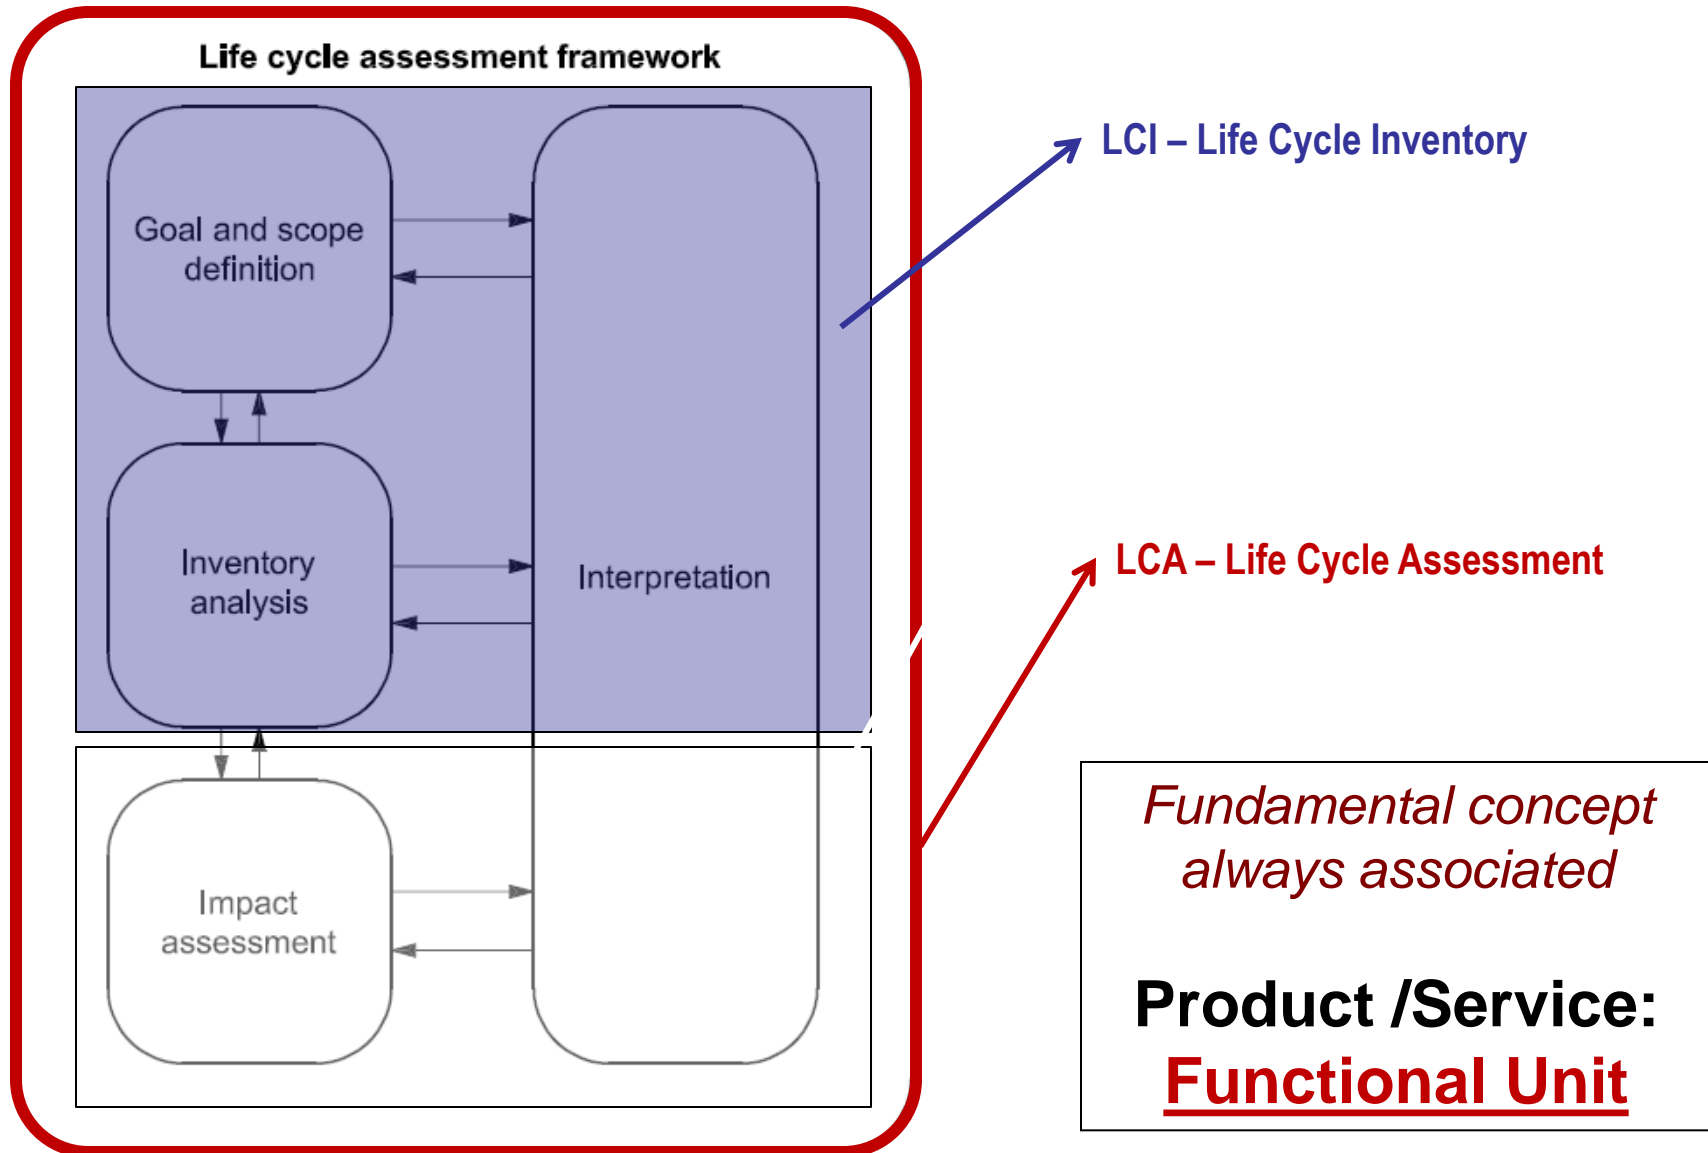 Life cycle assessment framework
Goal and scope
definition
Inventory
analysis
Interpretation
Impact
assessment
LCI – Life Cycle Inventory
LCA – Life Cycle Assessment
Fundamental concept
always associated
Product /Service:
Functional Unit